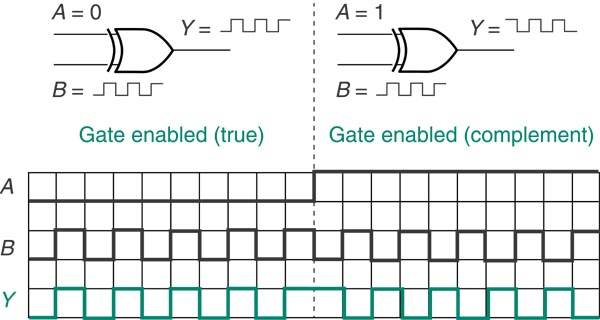 A = 0
Y =
B =
Gate enabled (true)
A = 1
Y =
B =
Gate enabled (complement)
A
B
Y